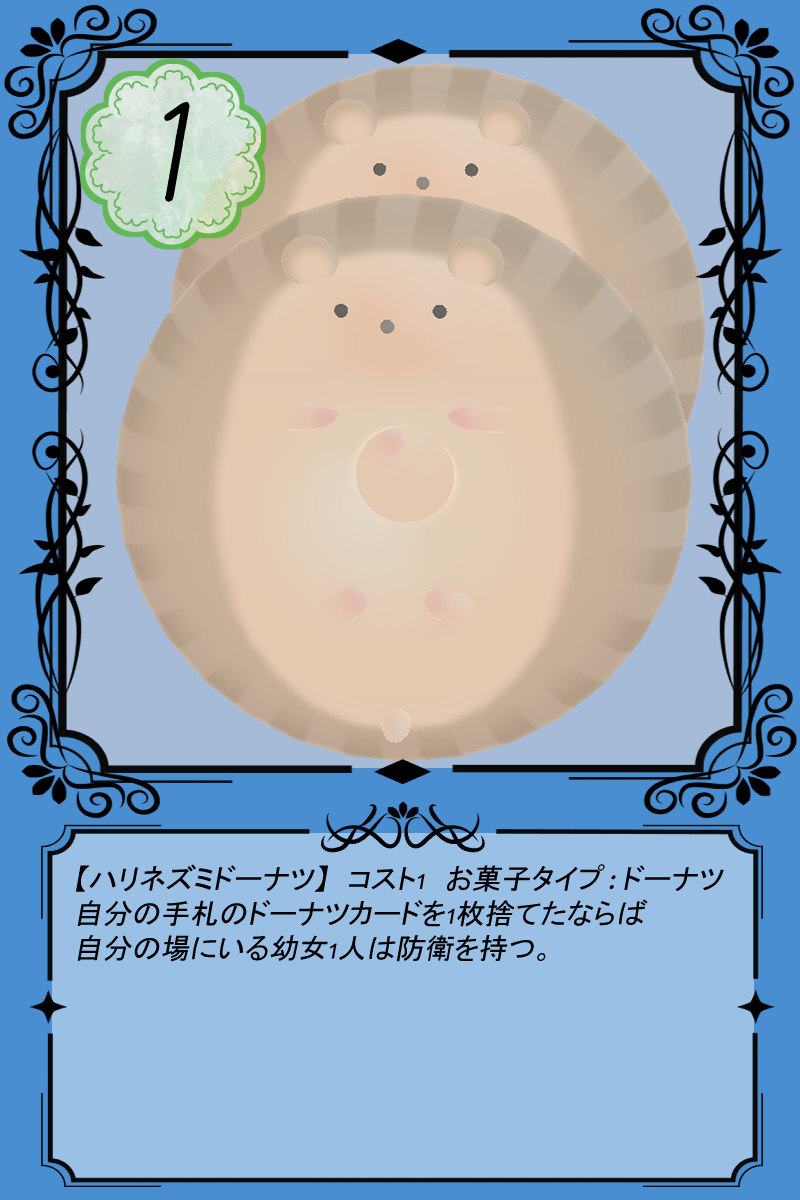 1
【ハリネズミドーナツ】 コスト1 お菓子タイプ：ドーナツ
自分の手札のドーナツカードを1枚捨てたならば
自分の場にいる幼女1人は防衛を持つ。